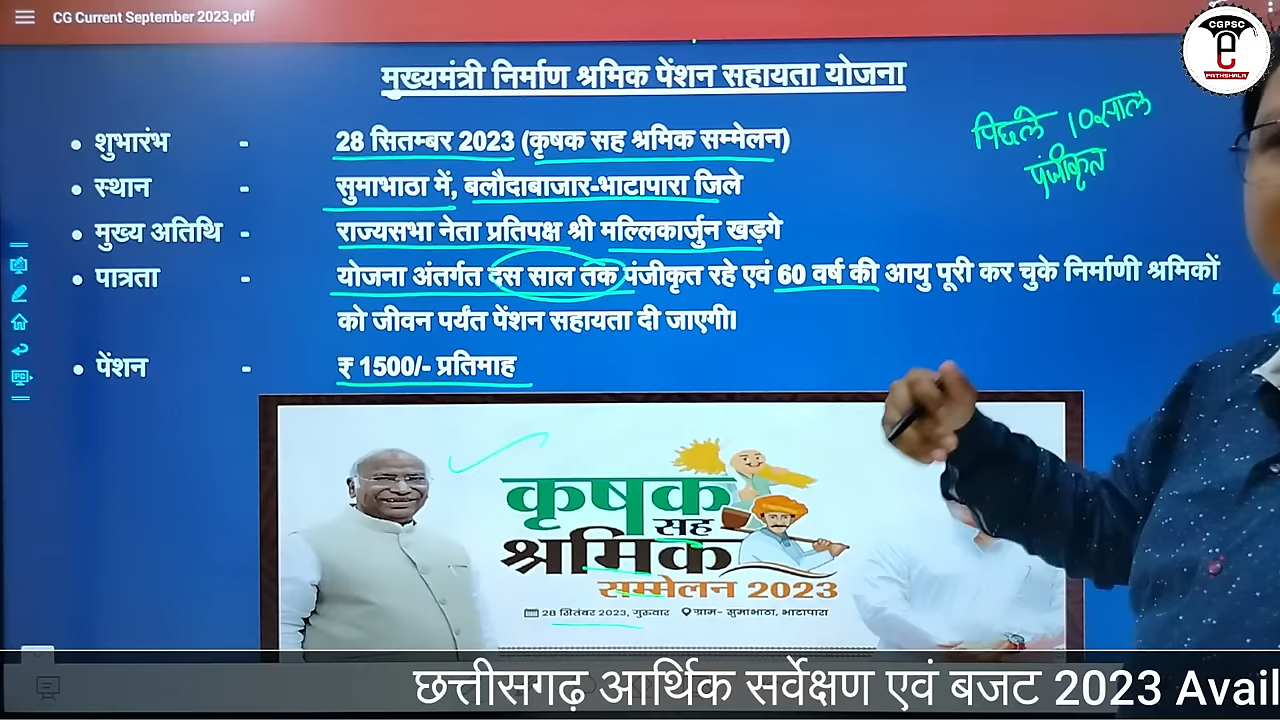 CG Current September 2023.pdf
CGPSC
e
PATHSHALA
मुख्यमंत्री निर्माण श्रमिक पेंशन सहायता योजना
पिछले 10 साल
पंजीकृत
• शुभारंभ - 28 सितम्बर 2023 (कृषक सह श्रमिक सम्मेलन)
• स्थान - सुमाभाठा में, बलौदाबाजार-भाटापारा जिले
• मुख्य अतिथि - राज्यसभा नेता प्रतिपक्ष श्री मल्लिकार्जुन खड़गे
• पात्रता - योजना अंतर्गत दस साल तक पंजीकृत रहे एवं 60 वर्ष की आयु पूरी कर चुके निर्माणी श्रमिकों
को जीवन पर्यंत पेंशन सहायता दी जाएगी।
• पेंशन - ₹ 1500/- प्रतिमाह
कृषक
सह
श्रमिक
सम्मेलन 2023
28 सितंबर 2023, गुरूवार ग्राम- सुमाभाठा, भाटापारा
छत्तीसगढ़ आर्थिक सर्वेक्षण एवं बजट 2023 Avail